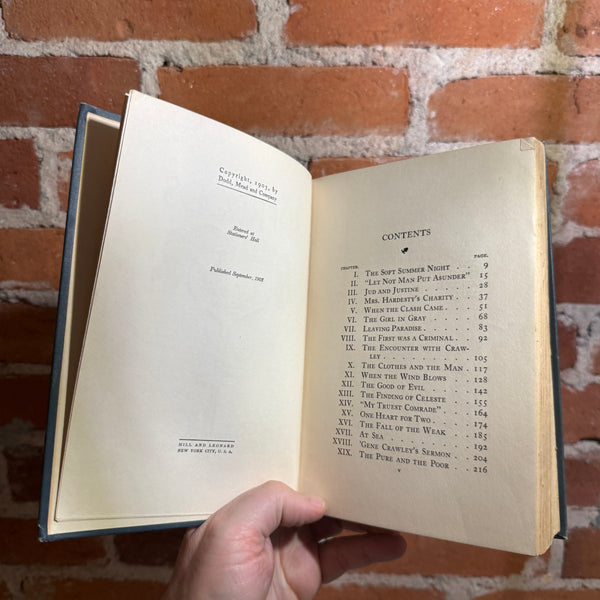 Copyright, 1903, by
Dodd, Mead and Company
Entered at
Stationers' Hall
Published September, 1903
HILL AND LEONARD
NEW YORK CITY, U. S. A.
CONTENTS
CHAPTER. PAGE.
I. THE SOFT SUMMER NIGHT . . 9
II. "LET NOT MAN PUT ASUNDER" . 15
III. JUD AND JUSTINE . . . . 28
IV. MRS. HARDESTY'S CHARITY . . 37
V. WHEN THE CLASH CAME . . . 51
VI. THE GIRL IN GRAY . . . . 68
VII. LEAVING PARADISE . . . . 83
VIII. THE FIRST WAS A CRIMINAL . . 92
IX. THE ENCOUNTER WITH CRAW-
LEY . . . . . . . 105
X. THE CLOTHES AND THE MAN . 117
XI. WHEN THE WIND BLOWS . . 128
XII. THE GOOD OF EVIL . . . 142
XIII. THE FINDING OF CELESTE . . 155
XIV. "MY TRUEST COMRADE" . . . 164
XV. ONE HEART FOR TWO . . . 174
XVI. THE FALL OF THE WEAK . . 185
XVII. AT SEA . . . . . . 192
XVIII. 'GENE CRAWLEY'S SERMON . . 204
XIX. THE PURE AND THE POOR . . 216
v